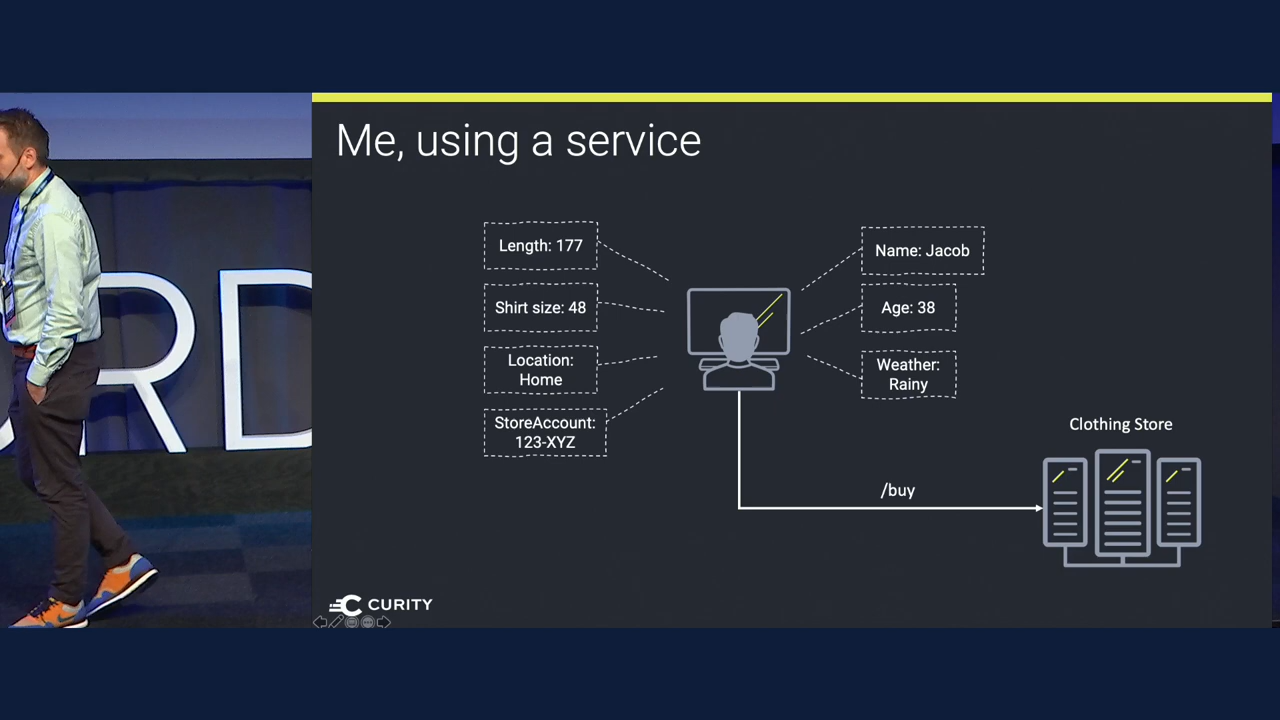 Me, using a service
Length: 177
Name: Jacob
Shirt size: 48
Age: 38
Location:
Home
Weather:
Rainy
StoreAccount:
123-XYZ
Clothing Store
/buy
CURITY
RD